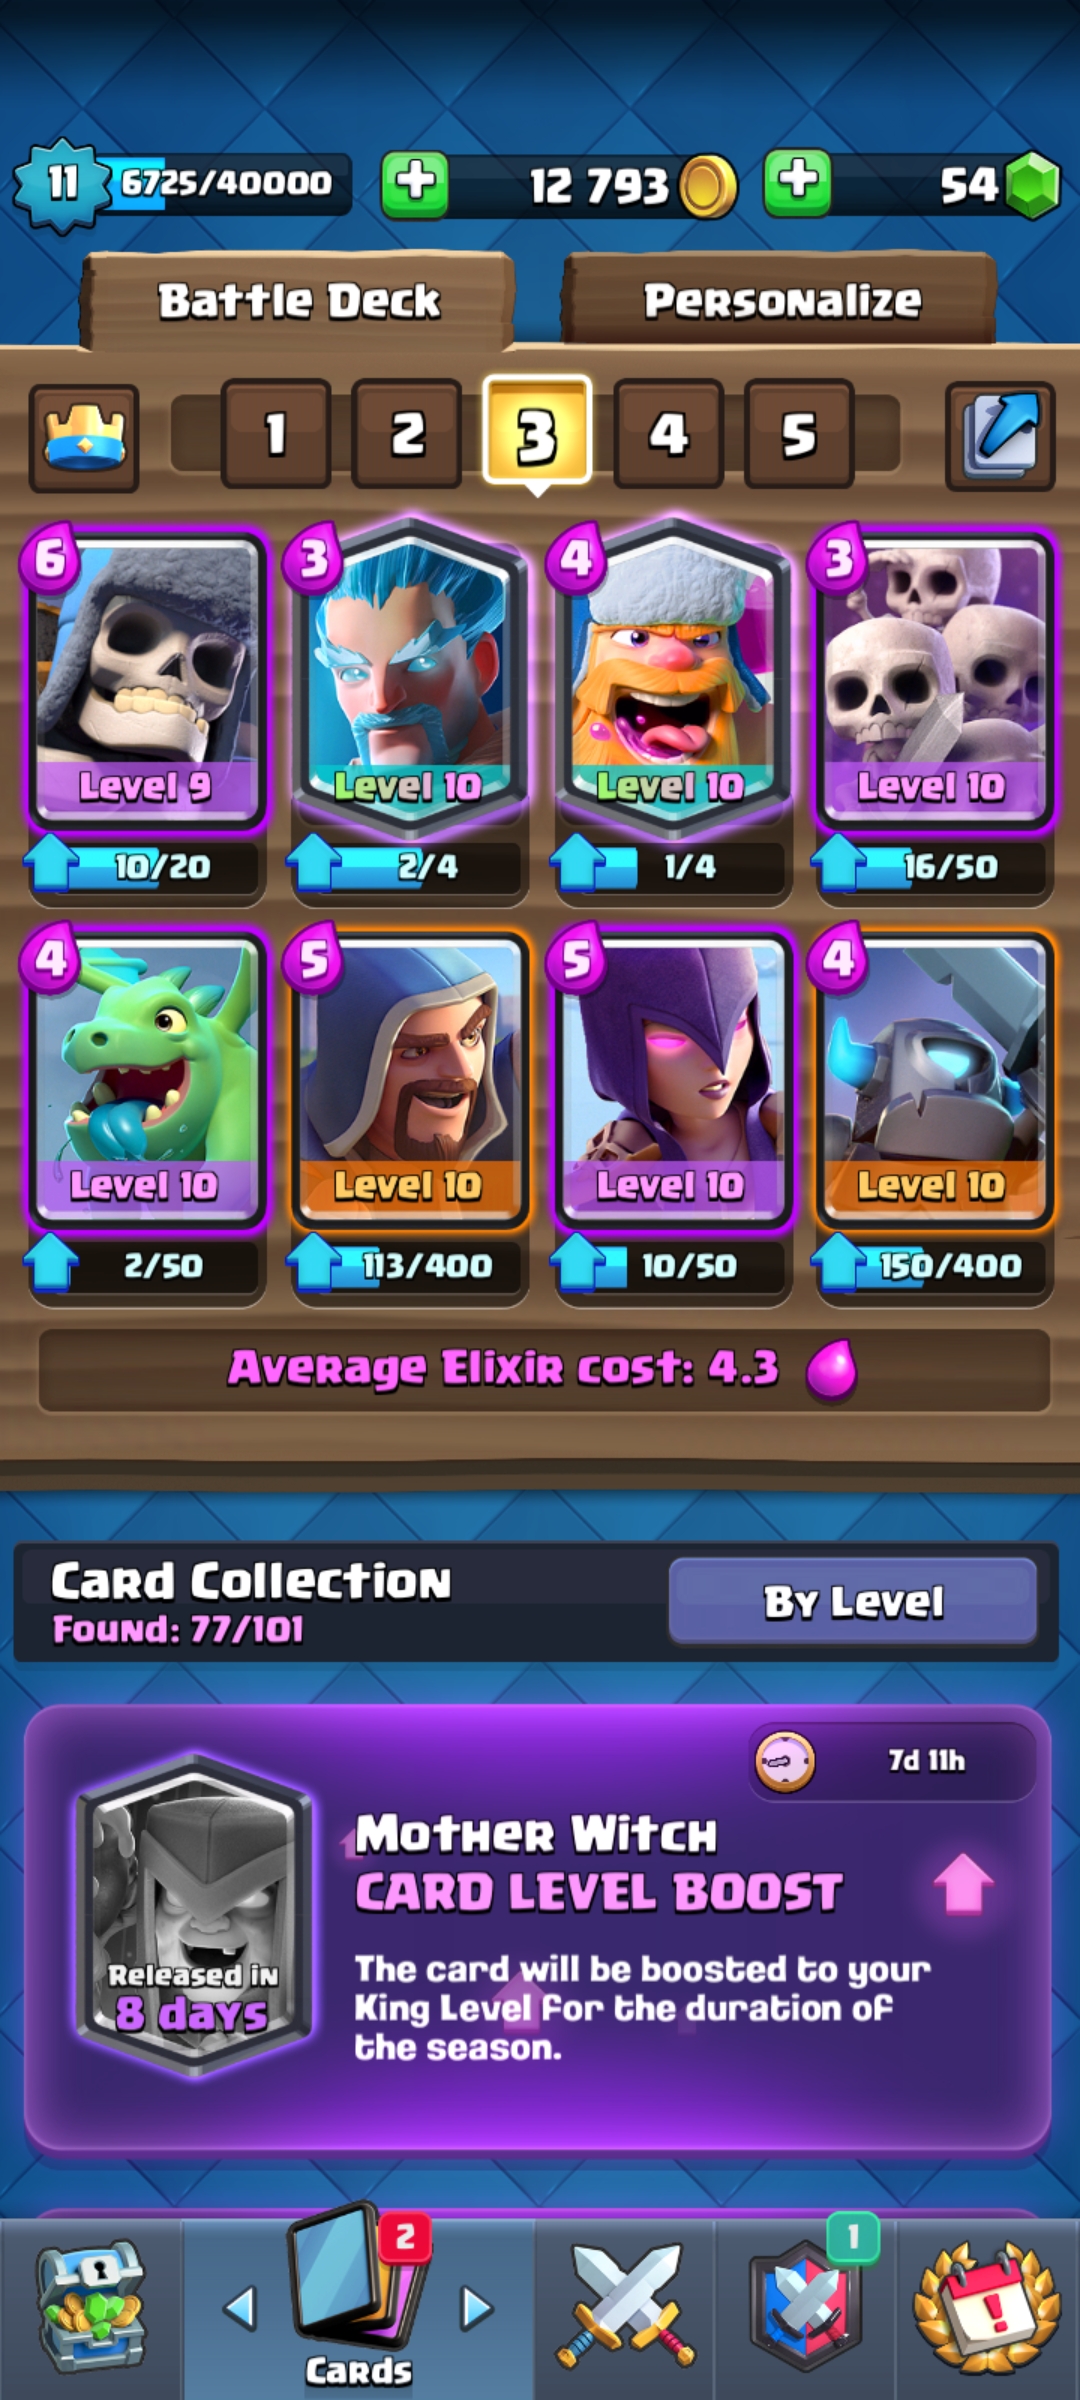 11 6725/40000 12 793 54
Battle Deck Personalize
1 2 3 4 5
6 3 4 3
Level 9 Level 10 Level 10 Level 10
10/20 2/4 1/4 16/50
4 5 5 4
Level 10 Level 10 Level 10 Level 10
2/50 113/400 10/50 150/400
Average Elixir cost: 4.3
Card Collection
Found: 77/101
By Level
7d 11h
Mother Witch
CARD LEVEL BOOST
Released in
8 days
The card will be boosted to your
King Level for the duration of
the season.
2 1
Cards